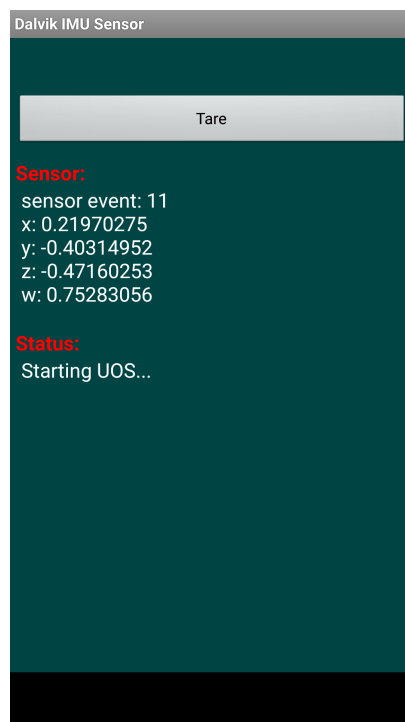 Dalvik IMU Sensor
Tare
Sensor:
sensor event: 11
x: 0.21970275
y: -0.40314952
z: -0.47160253
w: 0.75283056
Status:
Starting UOS...